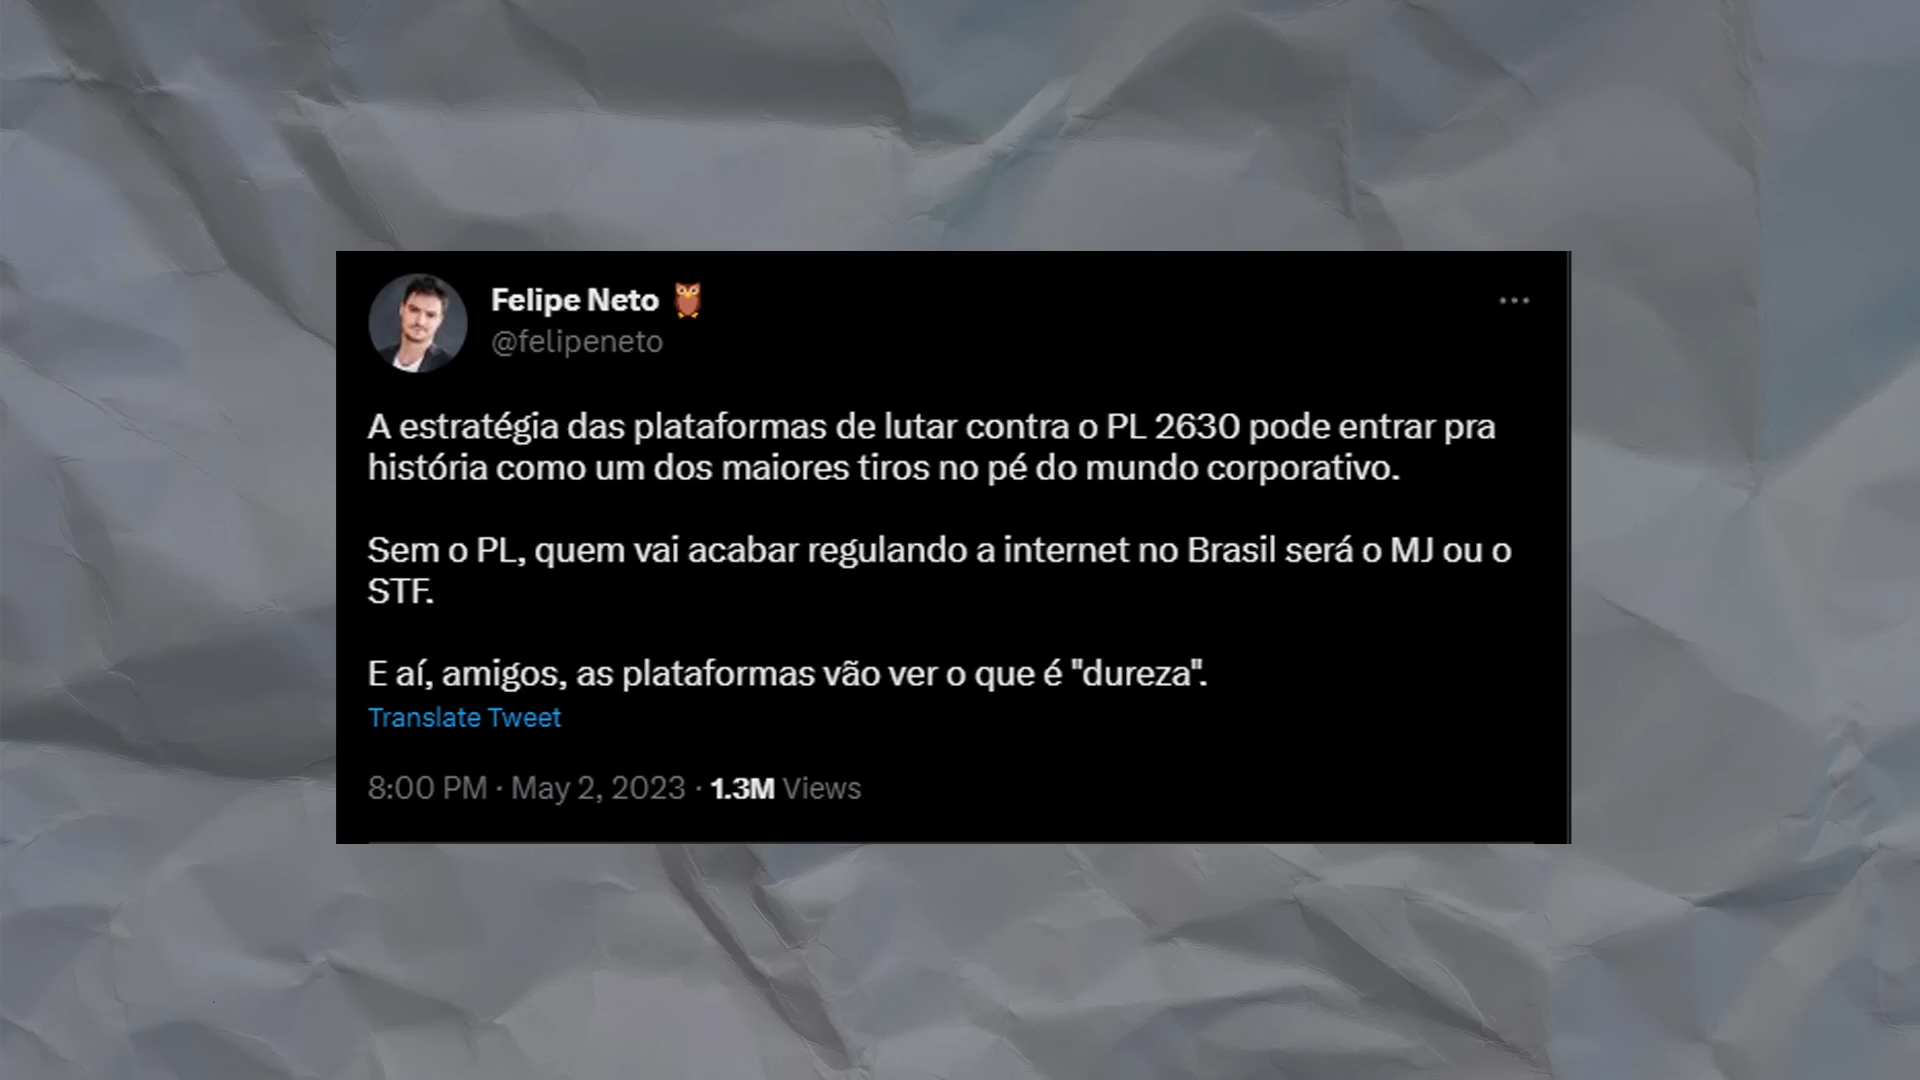 Felipe Neto 🦉
@felipeneto
A estratégia das plataformas de lutar contra o PL 2630 pode entrar pra
história como um dos maiores tiros no pé do mundo corporativo.
Sem o PL, quem vai acabar regulando a internet no Brasil será o MJ ou o
STF.
E aí, amigos, as plataformas vão ver o que é "dureza".
Translate Tweet
8:00 PM · May 2, 2023 · 1.3M Views